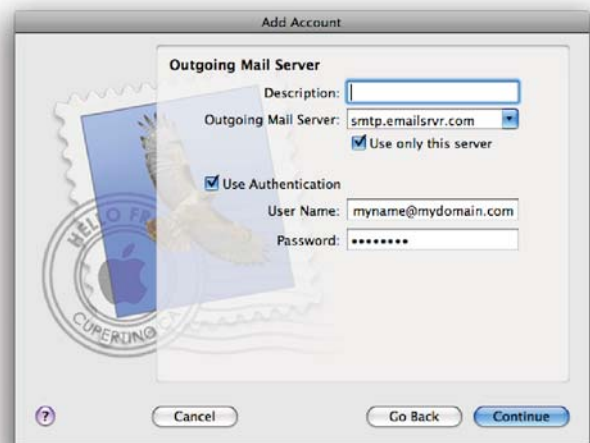 Add Account
Outgoing Mail Server
Description:
Outgoing Mail Server: smtp.emailsrvr.com
Use only this server
Use Authentication
User Name: myname@mydomain.com
Password: ••••••••
HELLO FR
CUPERTINO CA
? Cancel Go Back Continue